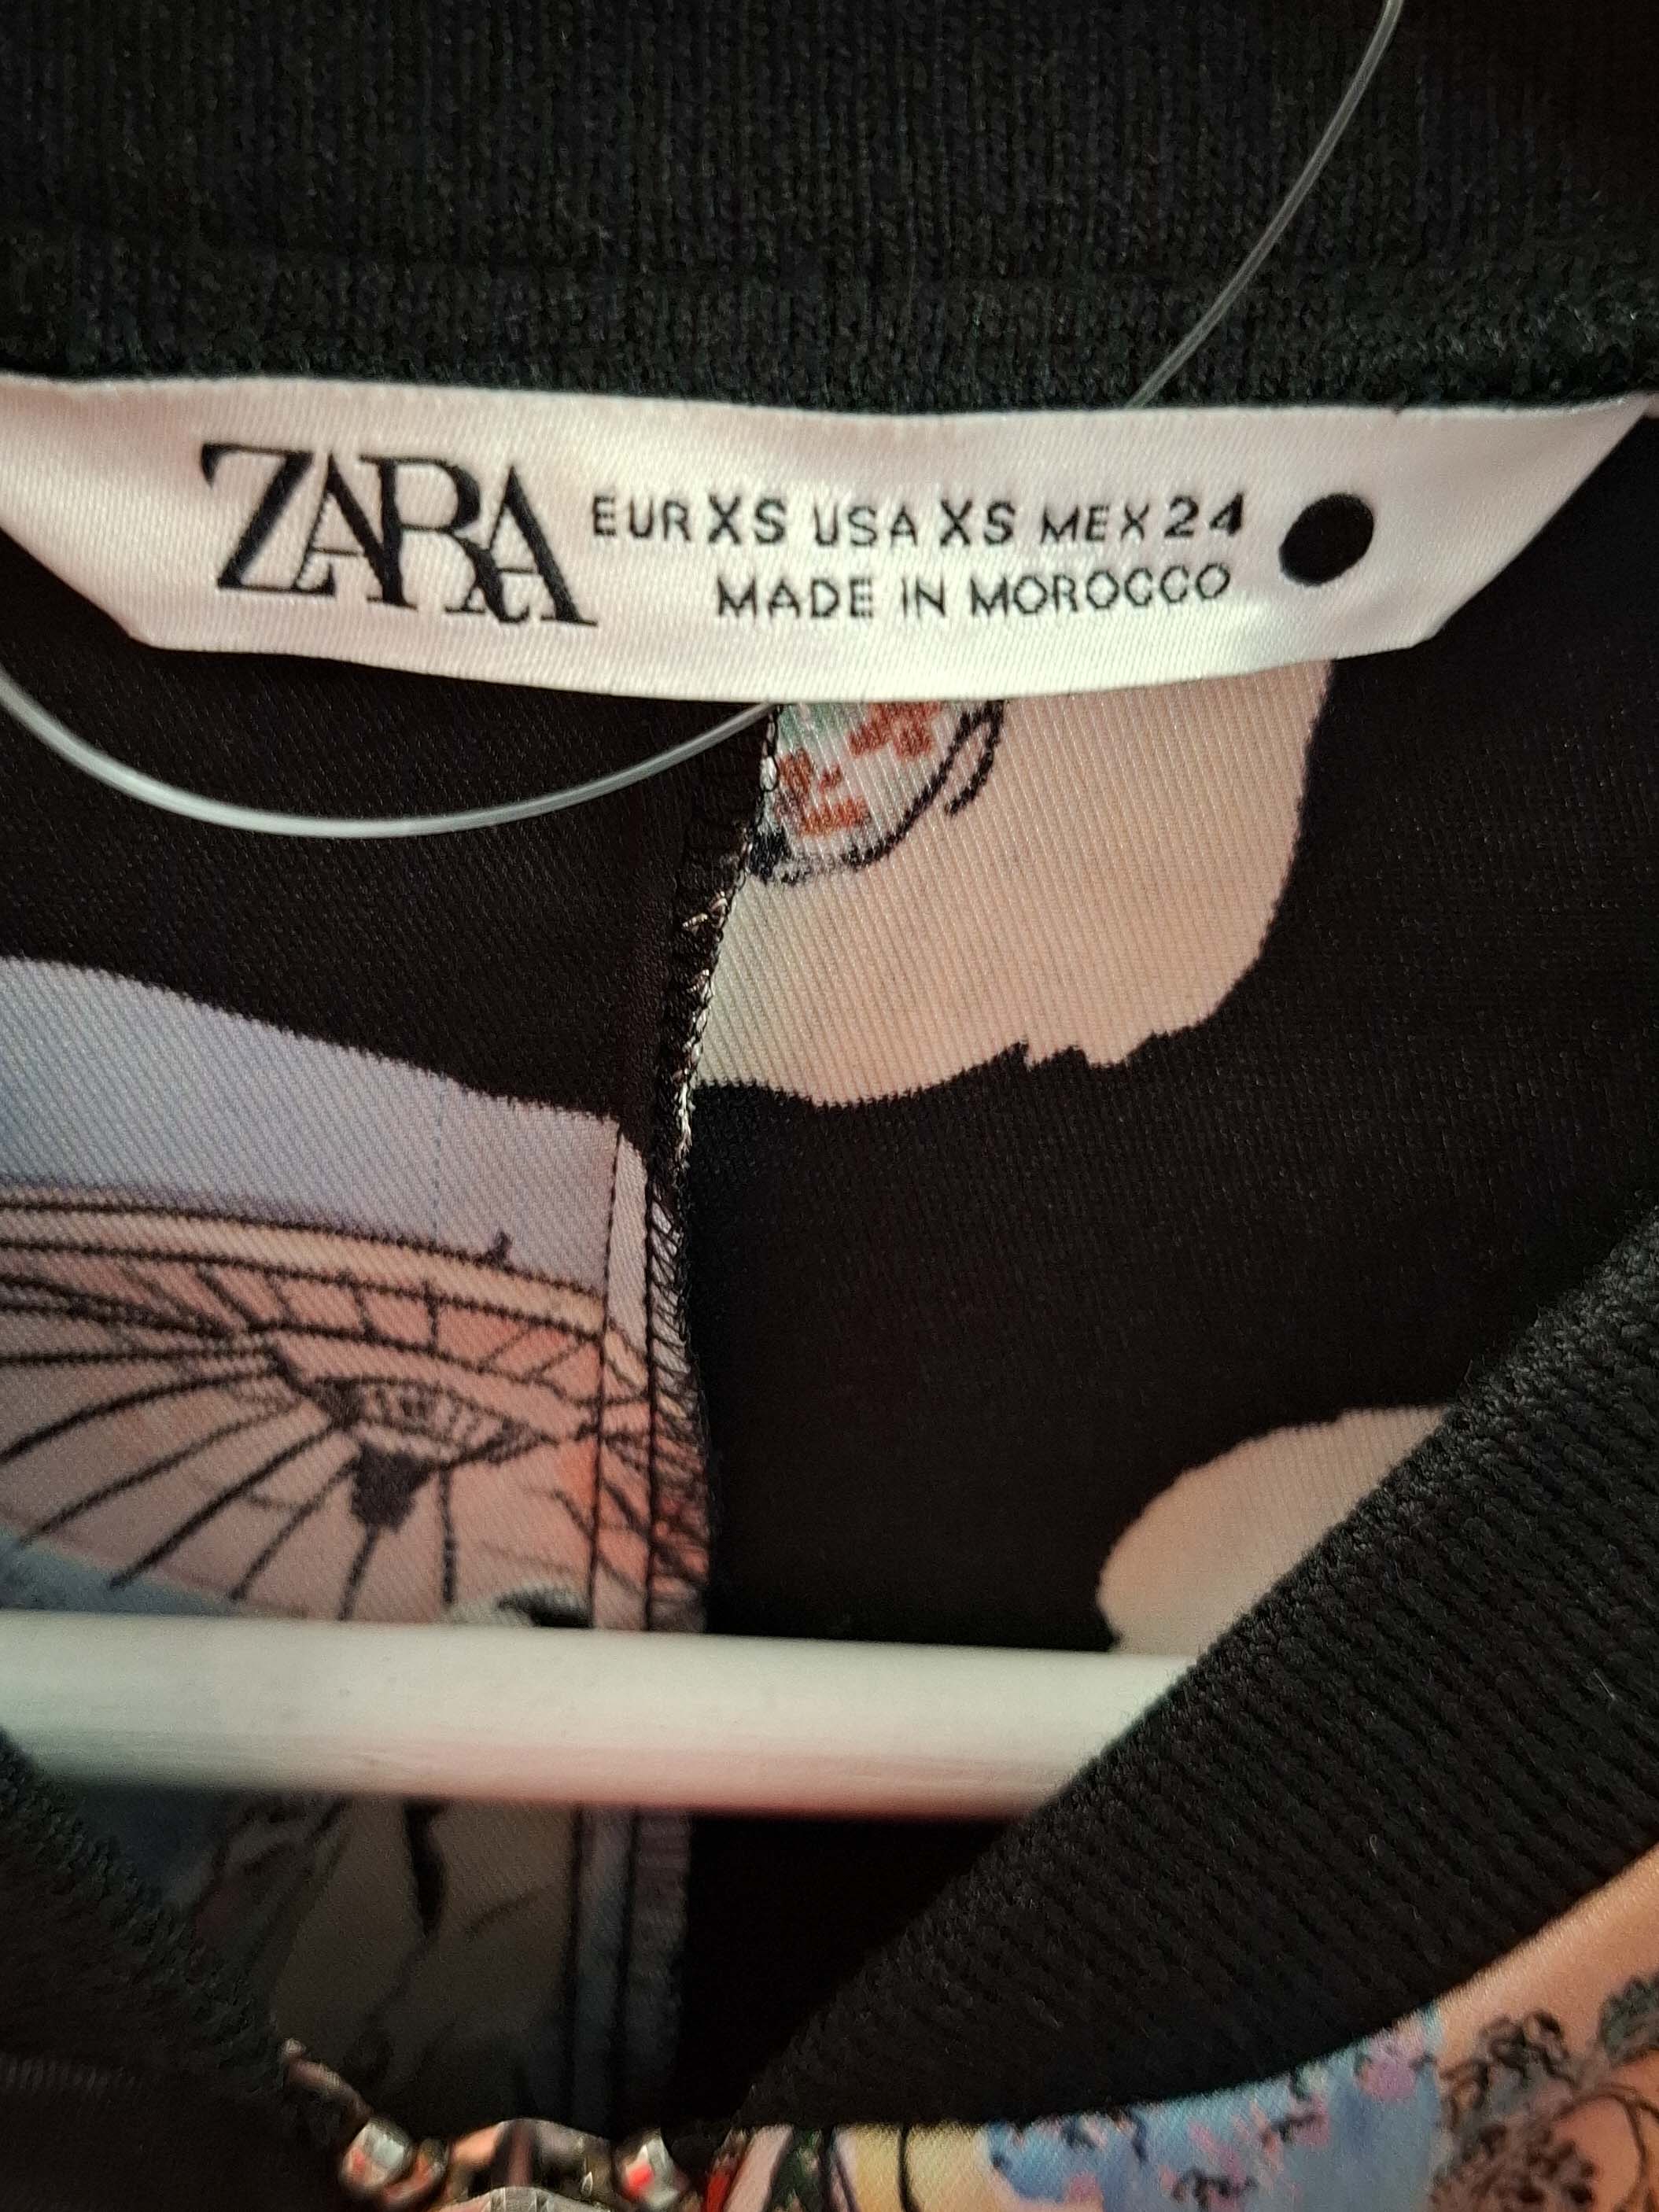 ZARA EUR XS USA XS MEX 24
MADE IN MOROCCO